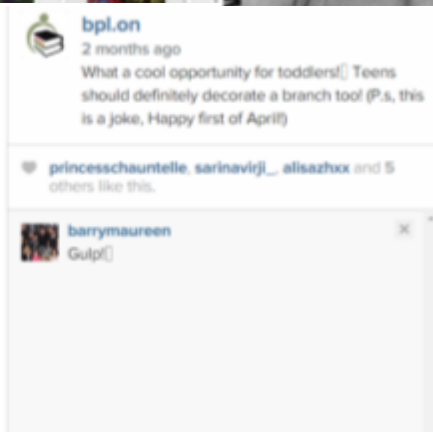 bpl.on
2 months ago
What a cool opportunity for toddlers!▯ Teens
should definitely decorate a branch too! (P.s, this
is a joke, Happy first of April!)
princesschauntelle, sarinavirji_, alisazhxx and 5
others like this.
barrymaureen
Gulp!▯